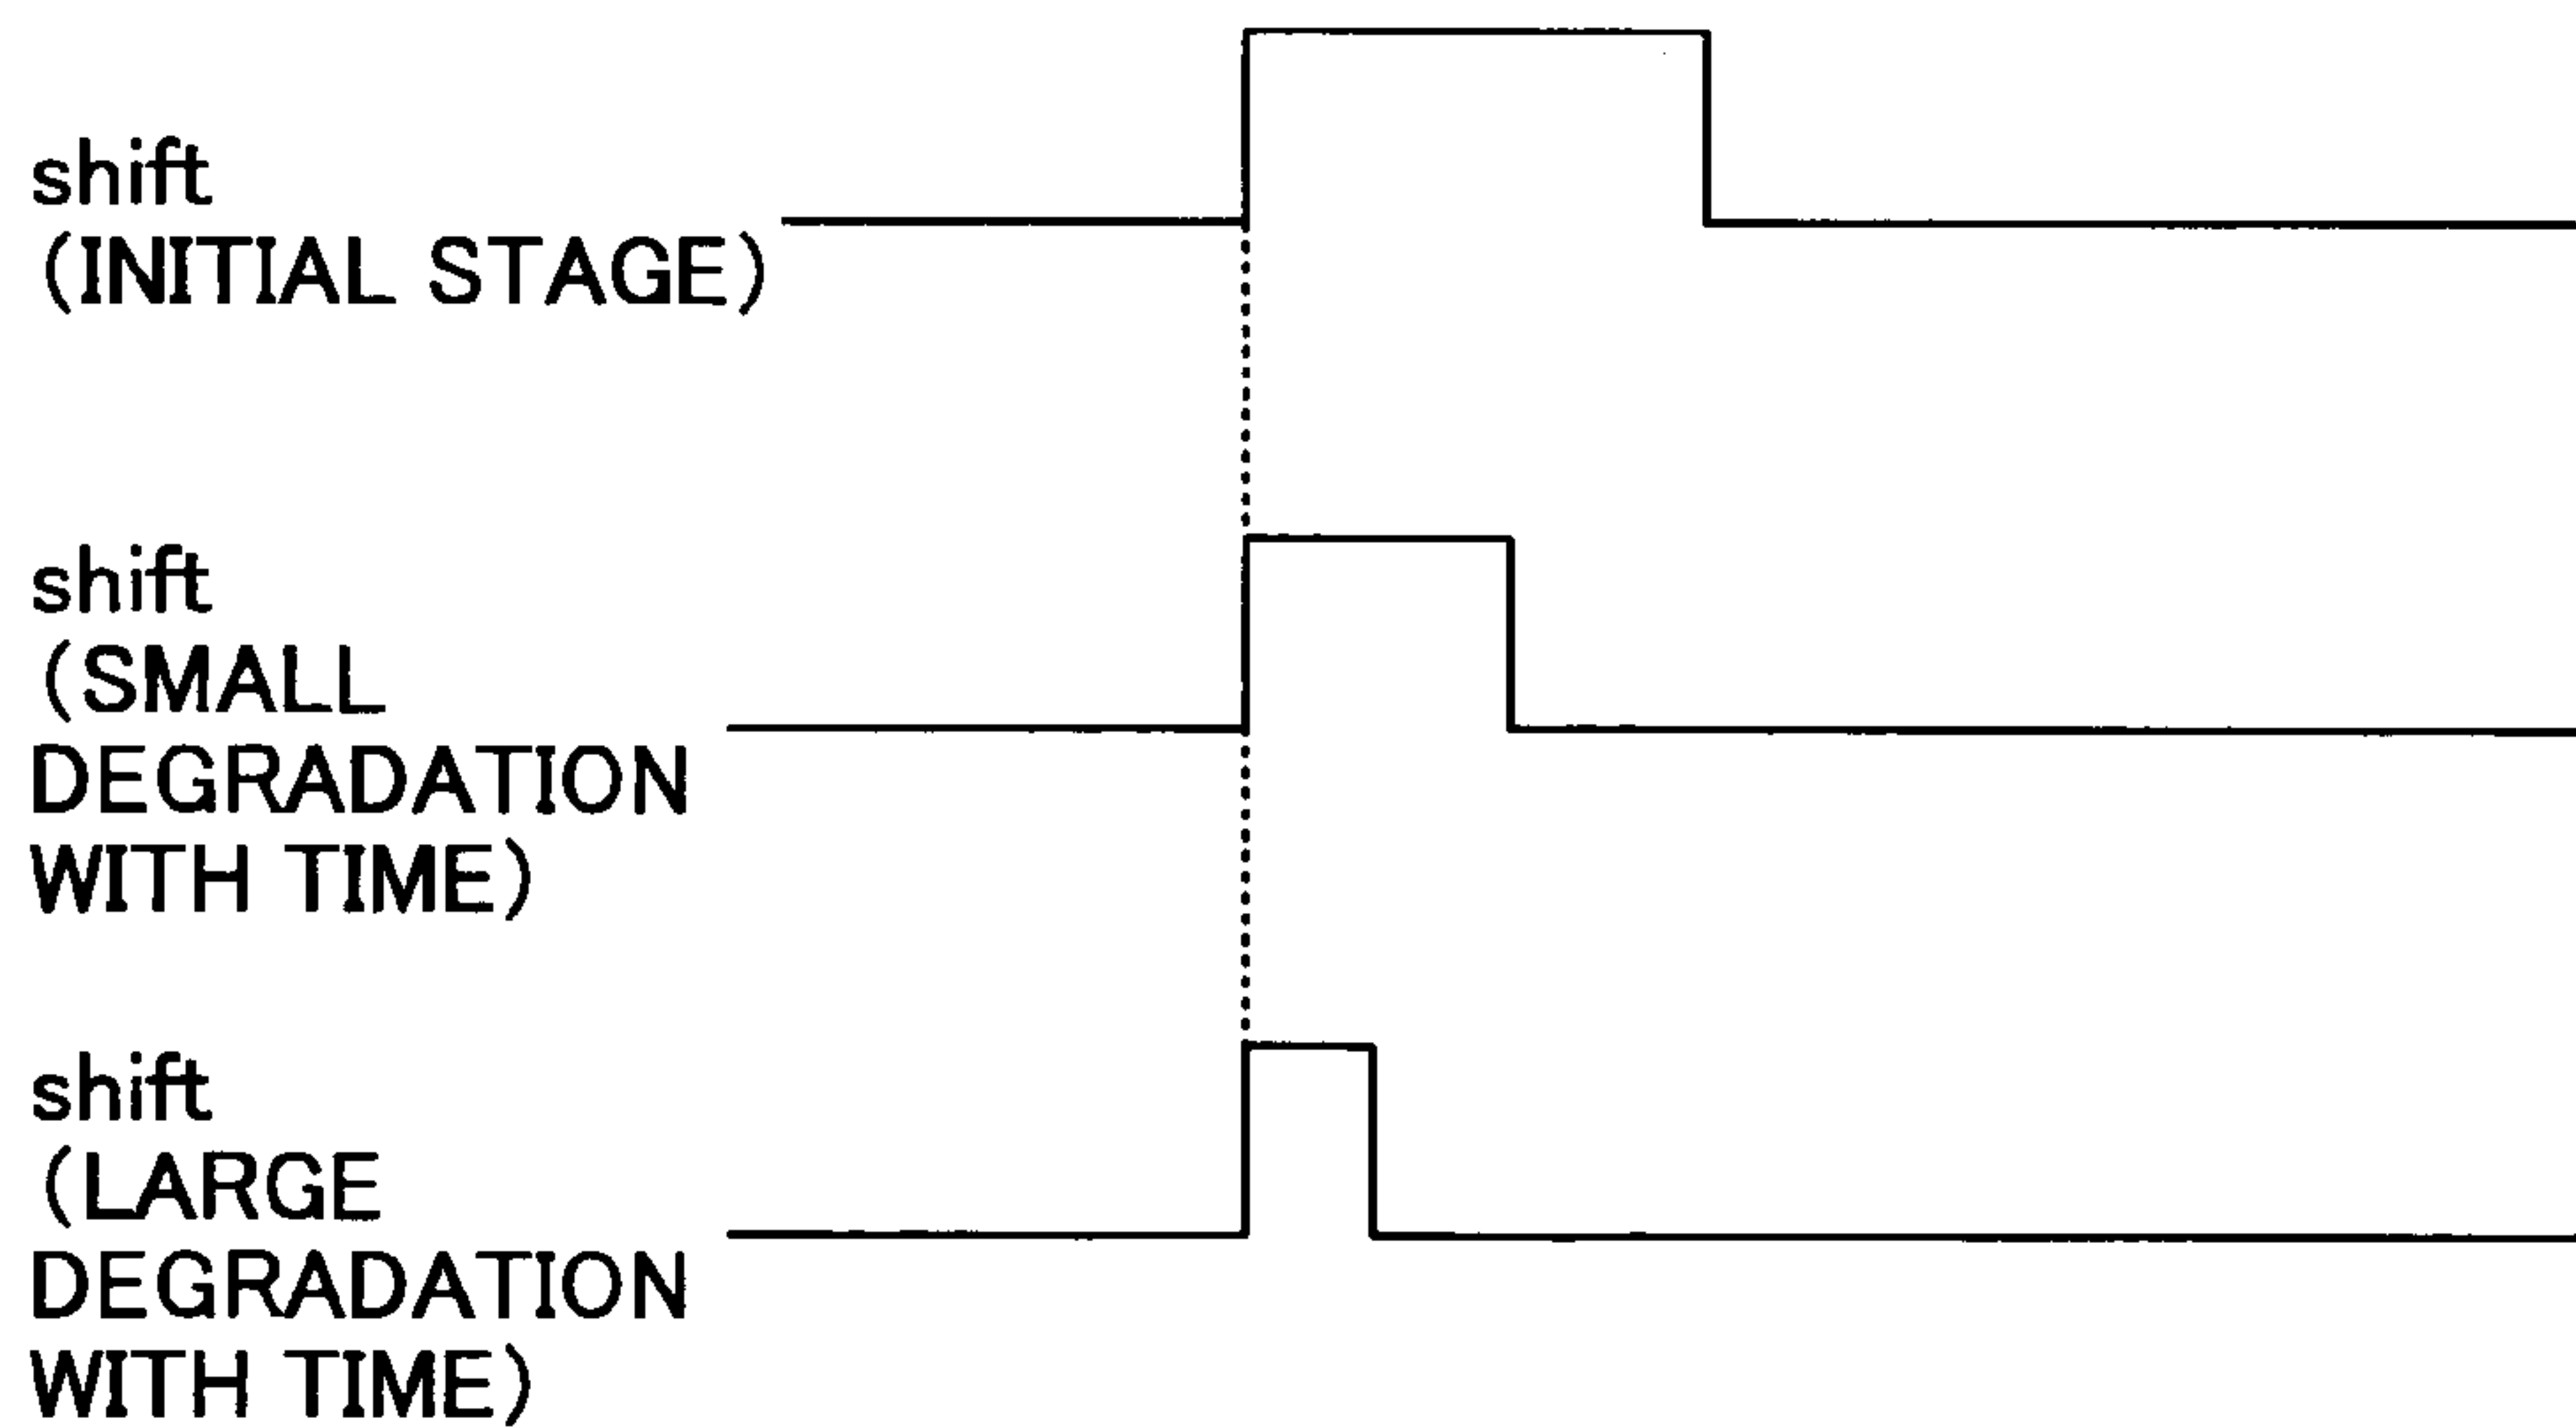 shift
(INITIAL STAGE)
shift
(SMALL
DEGRADATION
WITH TIME)
shift
(LARGE
DEGRADATION
WITH TIME)